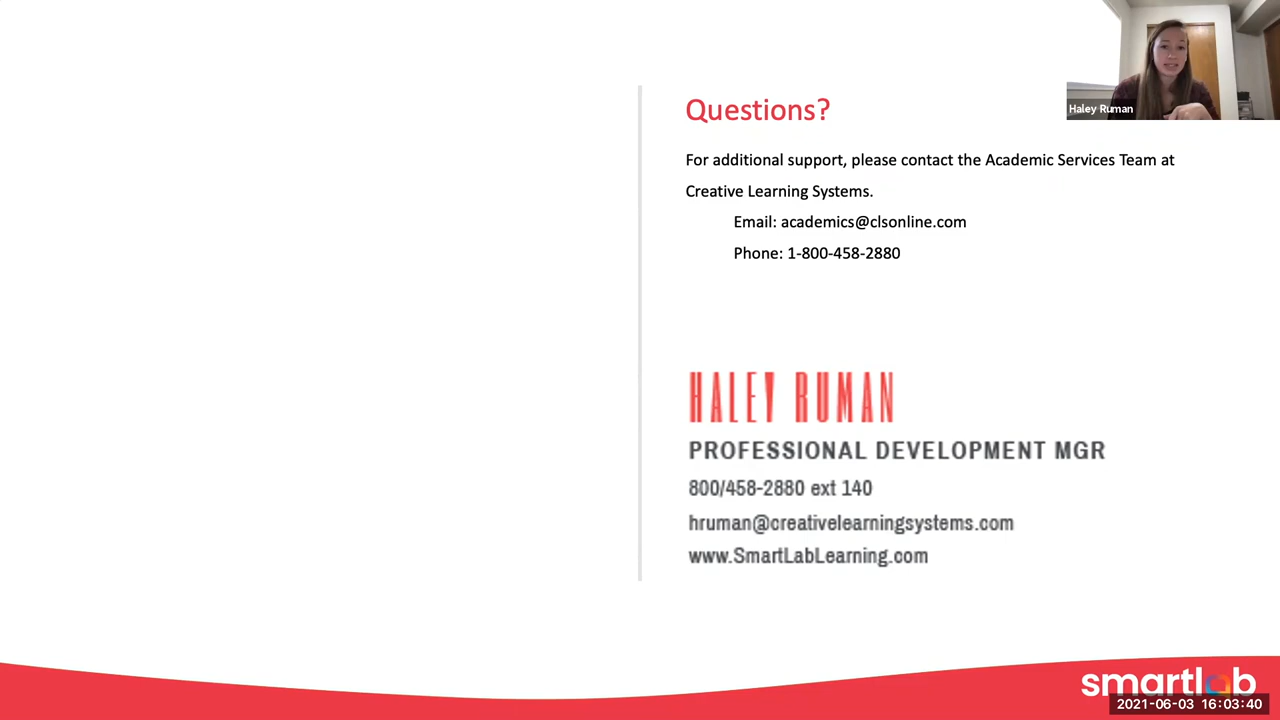 Haley Ruman
Questions?
For additional support, please contact the Academic Services Team at
Creative Learning Systems.
Email: academics@clsonline.com
Phone: 1-800-458-2880
HALEY RUMAN
PROFESSIONAL DEVELOPMENT MGR
800/458-2880 ext 140
hruman@creativelearningsystems.com
www.SmartLabLearning.com
smartlab
2021-06-03 16:03:40